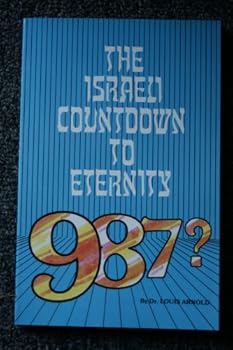 THE
ISRAELI
COUNTDOWN
TO
ETERNITY
987?
By Dr. LOUIS ARNOLD